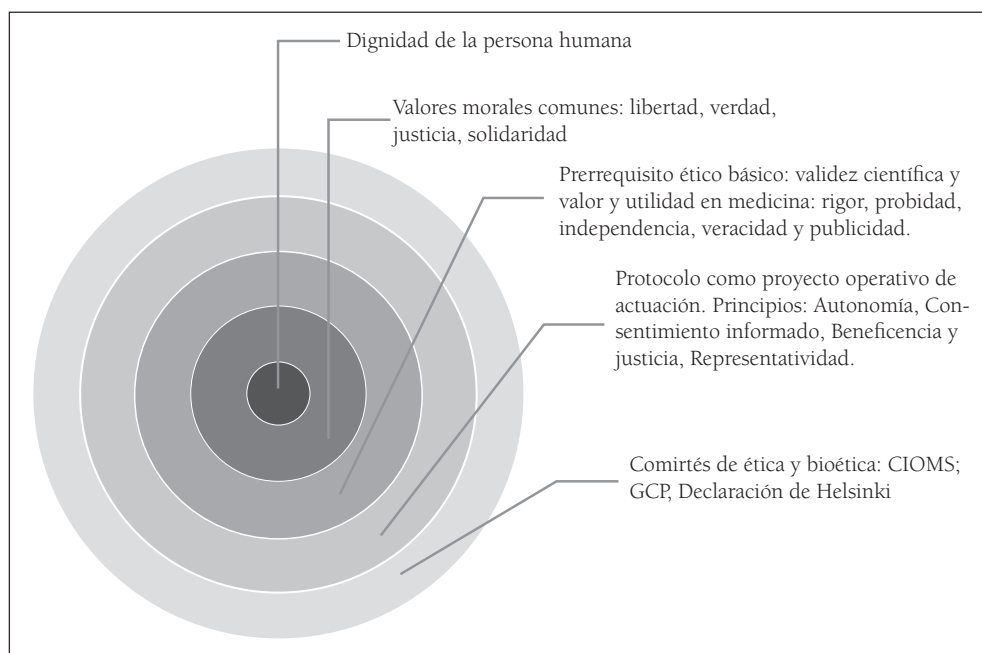 Dignidad de la persona humana
Valores morales comunes: libertad, verdad,
justicia, solidaridad
Prerrequisito ético básico: validez científica y
valor y utilidad en medicina: rigor, probidad,
independencia, veracidad y publicidad.
Protocolo como proyecto operativo de
actuación. Principios: Autonomía, Con-
sentimiento informado, Beneficencia y
justicia, Representatividad.
Comirtés de ética y bioética: CIOMS;
GCP, Declaración de Helsinki